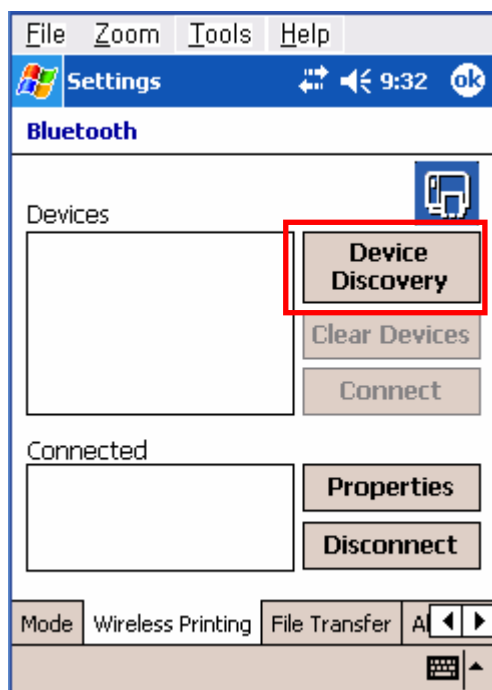 File Zoom Tools Help
Settings 9:32 ok
Bluetooth
Devices
Device
Discovery
Clear Devices
Connect
Connected
Properties
Disconnect
Mode Wireless Printing File Transfer